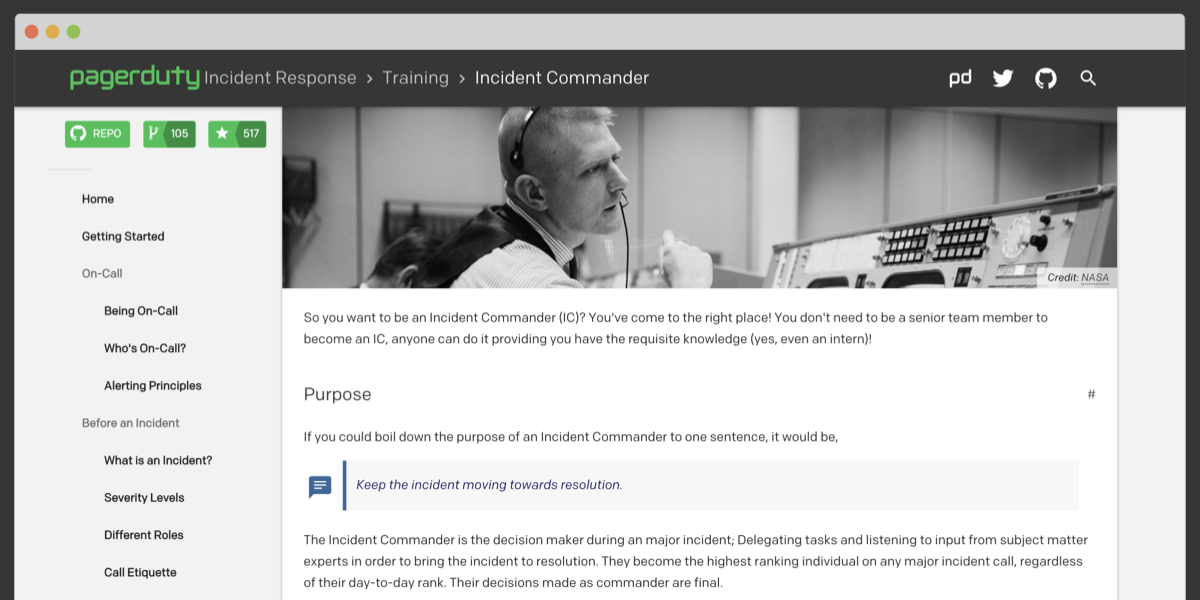 pagerduty Incident Response › Training › Incident Commander
pd
REPO
105
517
Home
Getting Started
On-Call
Being On-Call
Who's On-Call?
Alerting Principles
Before an Incident
What is an Incident?
Severity Levels
Different Roles
Call Etiquette
Credit: NASA
So you want to be an Incident Commander (IC)? You've come to the right place! You don't need to be a senior team member to
become an IC, anyone can do it providing you have the requisite knowledge (yes, even an intern)!
Purpose #
If you could boil down the purpose of an Incident Commander to one sentence, it would be,
Keep the incident moving towards resolution.
The Incident Commander is the decision maker during an major incident; Delegating tasks and listening to input from subject matter
experts in order to bring the incident to resolution. They become the highest ranking individual on any major incident call, regardless
of their day-to-day rank. Their decisions made as commander are final.